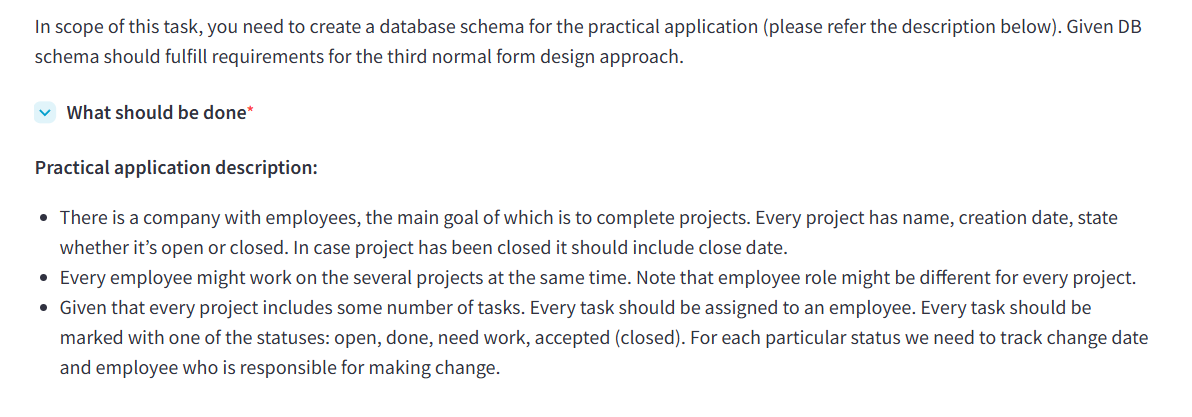 In scope of this task, you need to create a database schema for the practical application (please refer the description below). Given DB
schema should fulfill requirements for the third normal form design approach.
What should be done*
Practical application description:
• There is a company with employees, the main goal of which is to complete projects. Every project has name, creation date, state
whether it’s open or closed. In case project has been closed it should include close date.
• Every employee might work on the several projects at the same time. Note that employee role might be different for every project.
• Given that every project includes some number of tasks. Every task should be assigned to an employee. Every task should be
marked with one of the statuses: open, done, need work, accepted (closed). For each particular status we need to track change date
and employee who is responsible for making change.